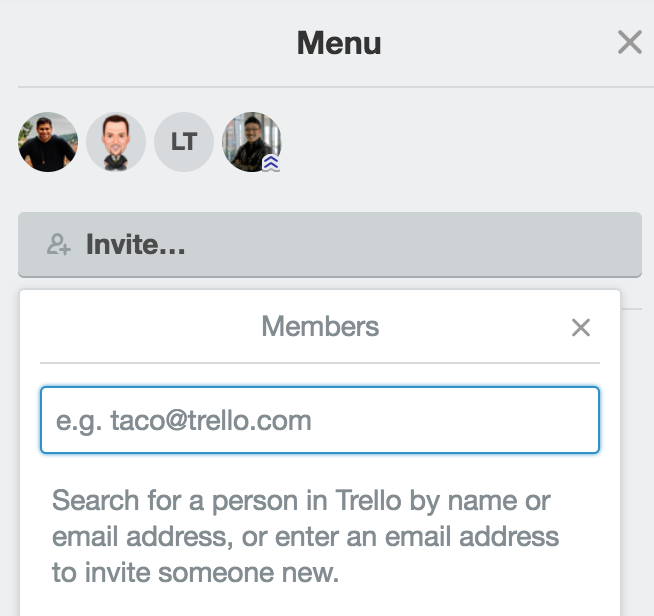 Menu
LT
Invite...
Members
e.g. taco@trello.com
Search for a person in Trello by name or
email address, or enter an email address
to invite someone new.